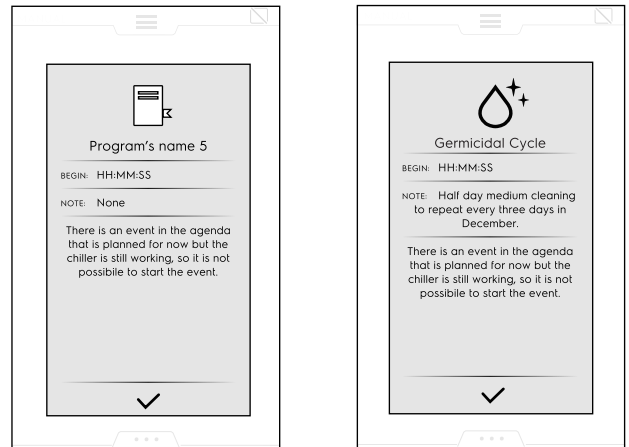 Program's name 5
BEGIN: HH:MM:SS
NOTE: None
There is an event in the agenda
that is planned for now but the
chiller is still working, so it is not
possibile to start the event.
Germicidal Cycle
BEGIN: HH:MM:SS
NOTE: Half day medium cleaning
to repeat every three days in
December.
There is an event in the agenda
that is planned for now but the
chiller is still working, so it is not
possibile to start the event.